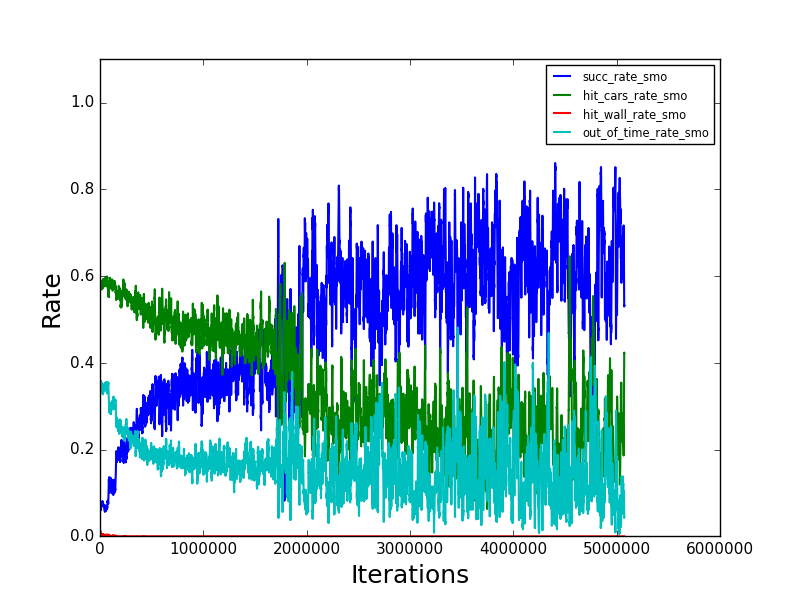 succ_rate_smo
hit_cars_rate_smo
hit_wall_rate_smo
out_of_time_rate_smo
1.0
0.8
0.6
0.4
0.2
0.0
Rate
0 1000000 2000000 3000000 4000000 5000000 6000000
Iterations